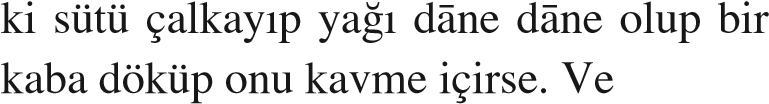 ki sütü çalkayıp yağı dāne dāne olup bir
kaba döküp onu kavme içirse. Ve